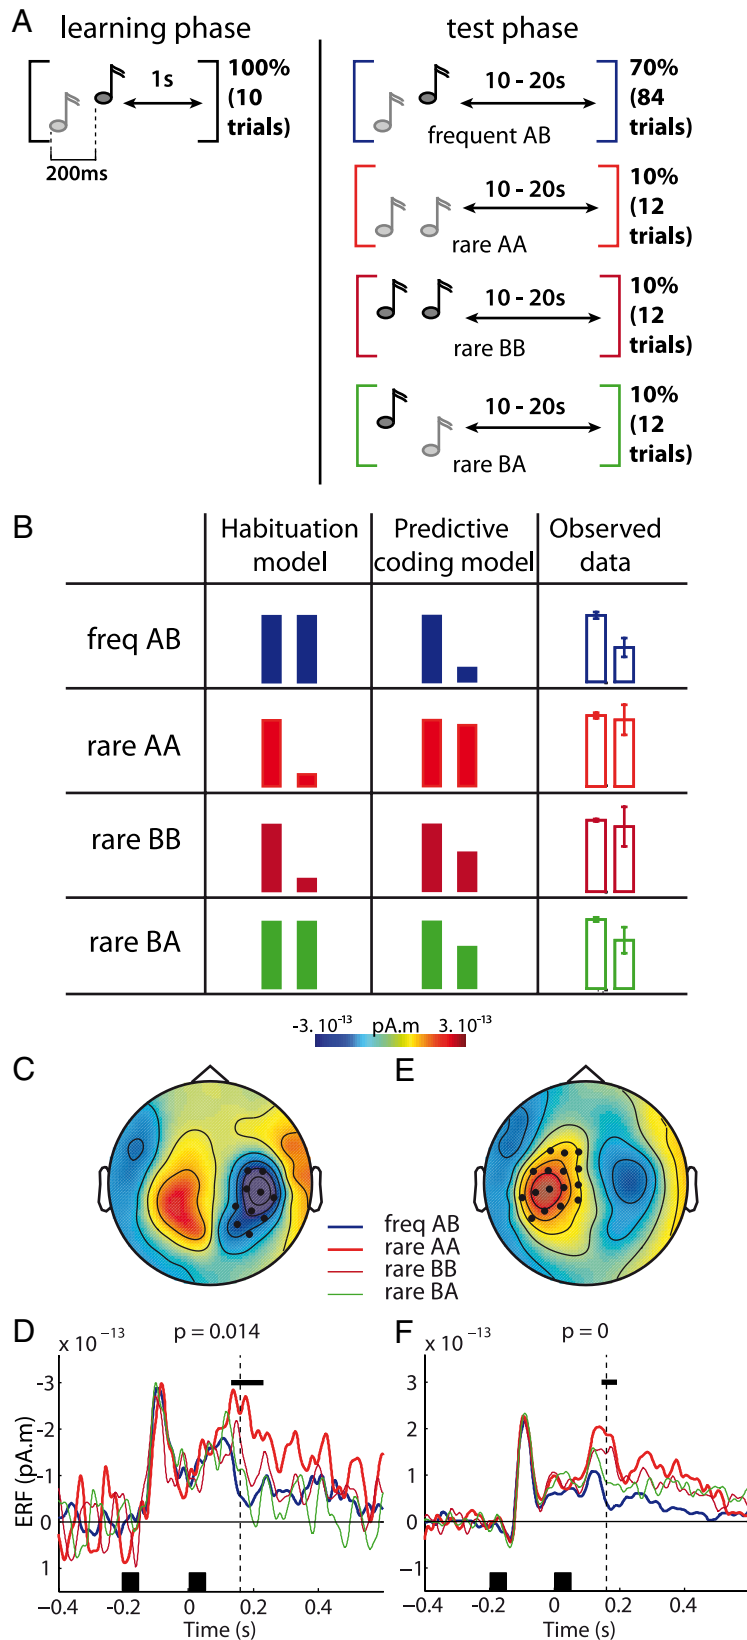 A
learning phase
1s
100%
(10
trials)
200ms
test phase
10 - 20s
frequent AB
70%
(84
trials)
10 - 20s
rare AA
10%
(12
trials)
10 - 20s
rare BB
10%
(12
trials)
10 - 20s
rare BA
10%
(12
trials)
B
Habituation model
Predictive coding model
Observed data
freq AB
rare AA
rare BB
rare BA
-3. 10⁻¹³ pA.m 3. 10⁻¹³
C
E
freq AB
rare AA
rare BB
rare BA
D
x 10⁻¹³
p = 0.014
-3
-2
-1
0
1
ERF (pA.m)
−0.4 -0.2 0 0.2 0.4
Time (s)
F
x 10⁻¹³
p = 0
3
2
1
0
−1
−0.4 -0.2 0 0.2 0.4
Time (s)